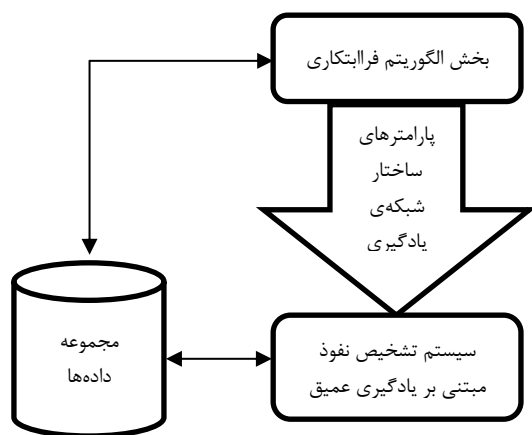 بخش الگوریتم فراابتکاری
پارامترهای
ساختار
شبکه‌ی
یادگیری
مجموعه
داده‌ها
سیستم تشخیص نفوذ
مبتنی بر یادگیری عمیق